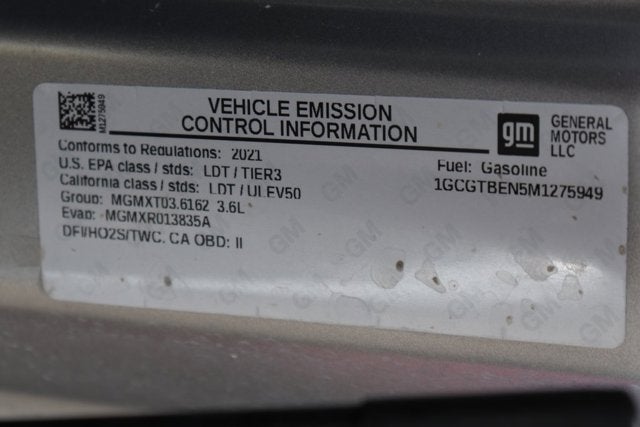 M1275949
VEHICLE EMISSION
CONTROL INFORMATION
gm
GENERAL
MOTORS
LLC
Conforms to Regulations: 2021
U.S. EPA class / stds: LDT / TIER3
California class / stds: LDT / ULEV50
Group: MGMXT03.6162 3.6L
Evap: MGMXR013835A
DFI/HO2S/TWC, CA OBD: II
Fuel: Gasoline
1GCGTBEN5M1275949